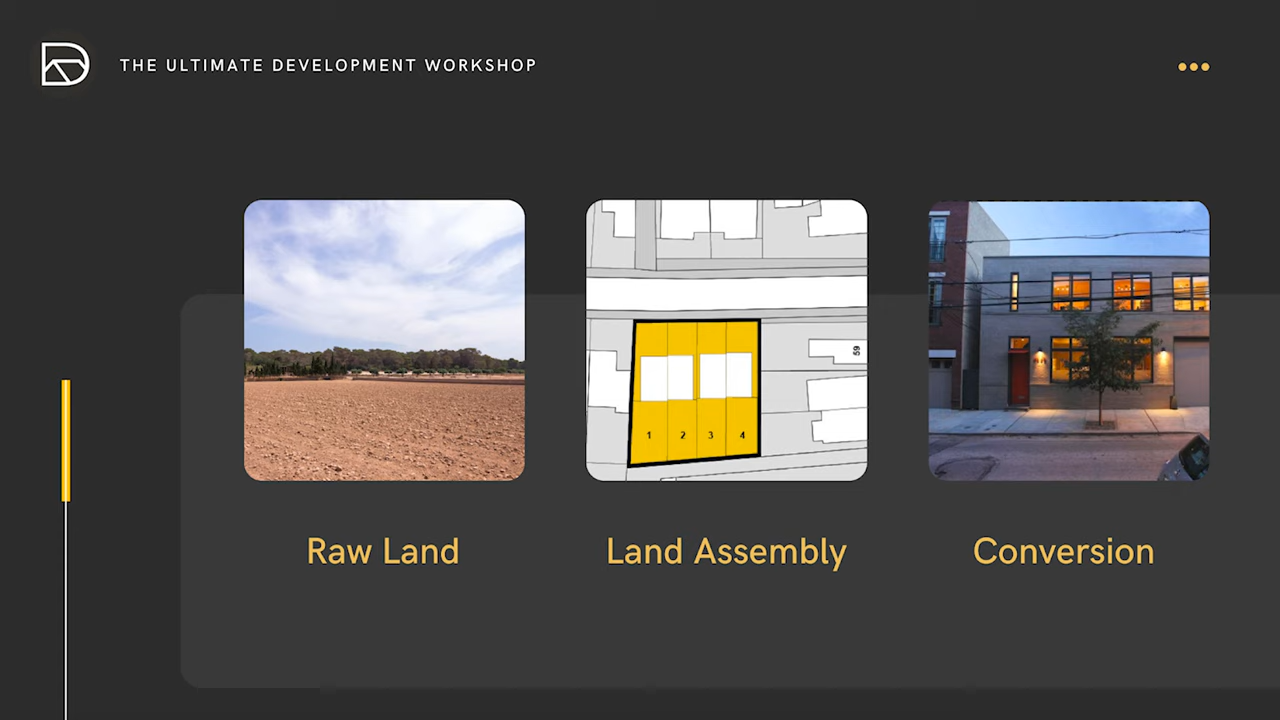 THE ULTIMATE DEVELOPMENT WORKSHOP
59
1 2 3 4
Raw Land
Land Assembly
Conversion